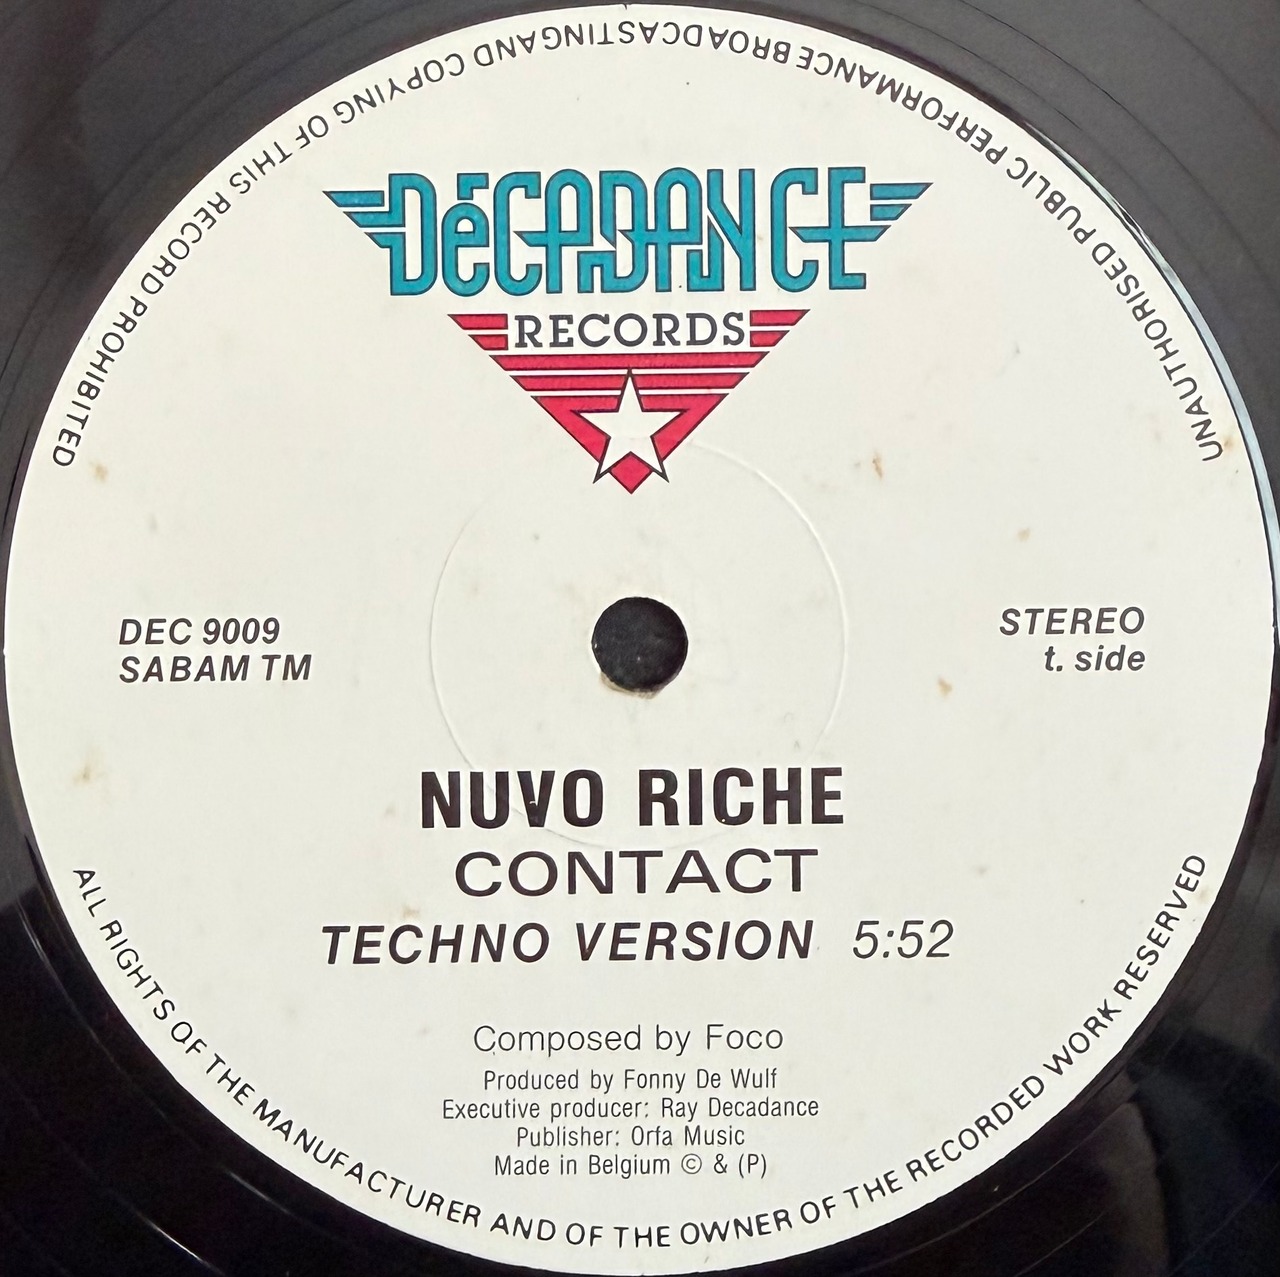 UNAUTHORISED PUBLIC PERFORMANCE BROADCASTING AND COPYING OF THIS RECORD PROHIBITED
DéCADANCE
RECORDS
DEC 9009
SABAM TM
STEREO
t. side
NUVO RICHE
CONTACT
TECHNO VERSION 5:52
Composed by Foco
Produced by Fonny De Wulf
Executive producer: Ray Decadance
Publisher: Orfa Music
Made in Belgium © & (P)
ALL RIGHTS OF THE MANUFACTURER AND OF THE OWNER OF THE RECORDED WORK RESERVED